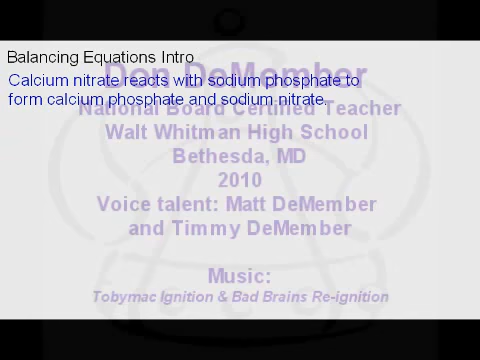 Balancing Equations Intro
Calcium nitrate reacts with sodium phosphate to
form calcium phosphate and sodium nitrate.
Don DeMember
National Board Certified Teacher
Walt Whitman High School
Bethesda, MD
2010
Voice talent: Matt DeMember
and Timmy DeMember
Music:
Tobymac Ignition & Bad Brains Re-ignition